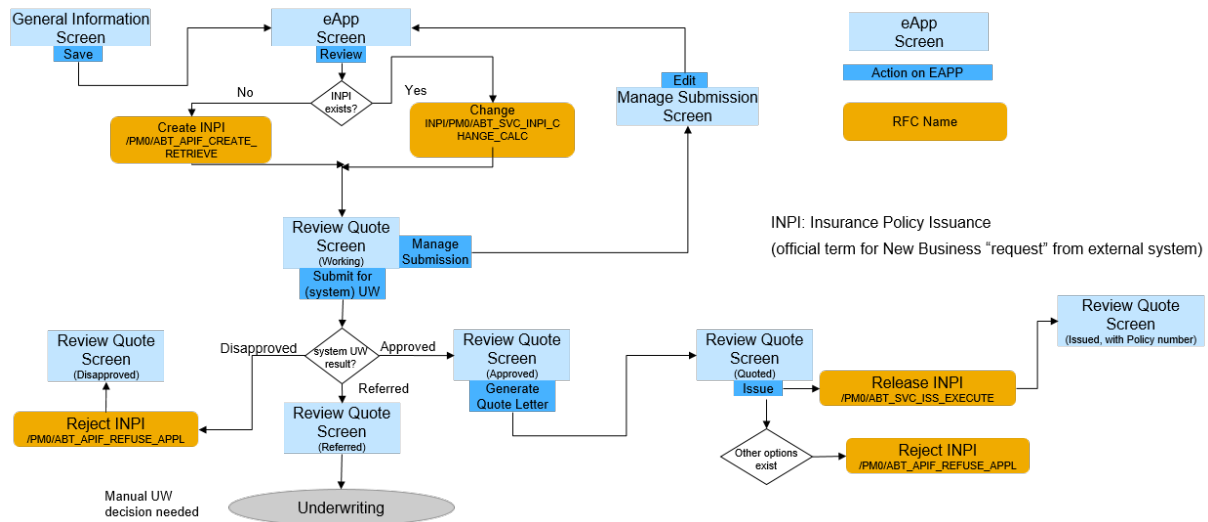 General Information
Screen
Save
eApp
Screen
Review
eApp
Screen
Action on EAPP
RFC Name
Edit
Manage Submission
Screen
No
INPI
exists?
Yes
Create INPI
/PM0/ABT_APIF_CREATE_
RETRIEVE
Change
INPI/PM0/ABT_SVC_INPI_C
HANGE_CALC
Review Quote
Screen
(Working)
Manage
Submission
Submit for
(system) UW
INPI: Insurance Policy Issuance
(official term for New Business “request” from external system)
Review Quote
Screen
(Disapproved)
Disapproved
system UW
result?
Approved
Referred
Review Quote
Screen
(Approved)
Generate
Quote Letter
Review Quote
Screen
(Quoted)
Issue
Review Quote
Screen
(Issued, with Policy number)
Release INPI
/PM0/ABT_SVC_ISS_EXECUTE
Reject INPI
/PM0/ABT_APIF_REFUSE_APPL
Review Quote
Screen
(Referred)
Other options
exist
Reject INPI
/PM0/ABT_APIF_REFUSE_APPL
Manual UW
decision needed
Underwriting